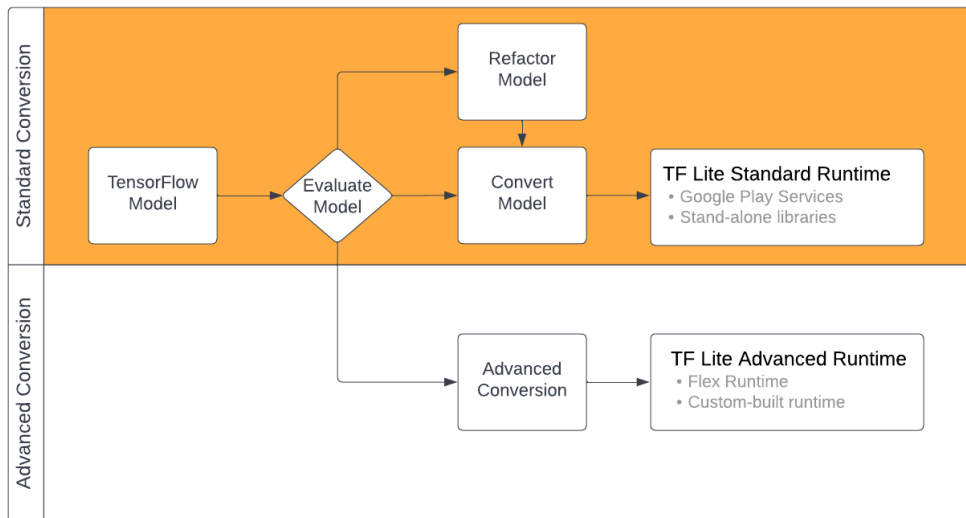 Standard Conversion
Refactor
Model
TensorFlow
Model
Evaluate
Model
Convert
Model
TF Lite Standard Runtime
• Google Play Services
• Stand-alone libraries
Advanced Conversion
Advanced
Conversion
TF Lite Advanced Runtime
• Flex Runtime
• Custom-built runtime